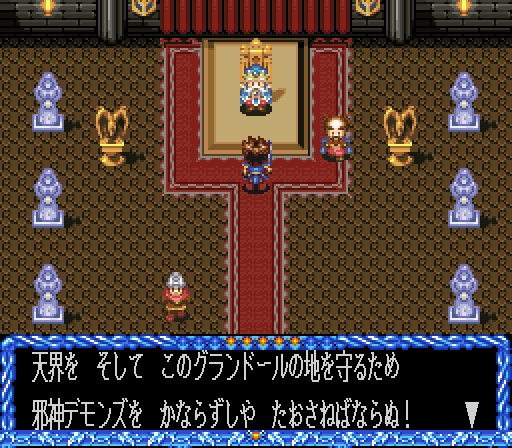 天界を そして このグランドールの地を守るため
邪神デモンズを かならずしや たおさねばならぬ!